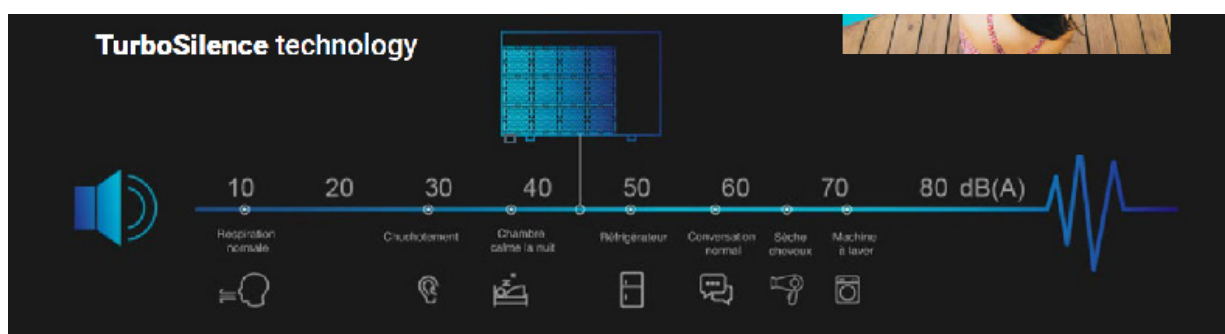 TurboSilence technology
10 20 30 40 50 60 70 80 dB(A)
Respiration normale
Chuchotement
Chambre calme la nuit
Réfrigérateur
Conversation normal
Sèche cheveux
Machine à laver